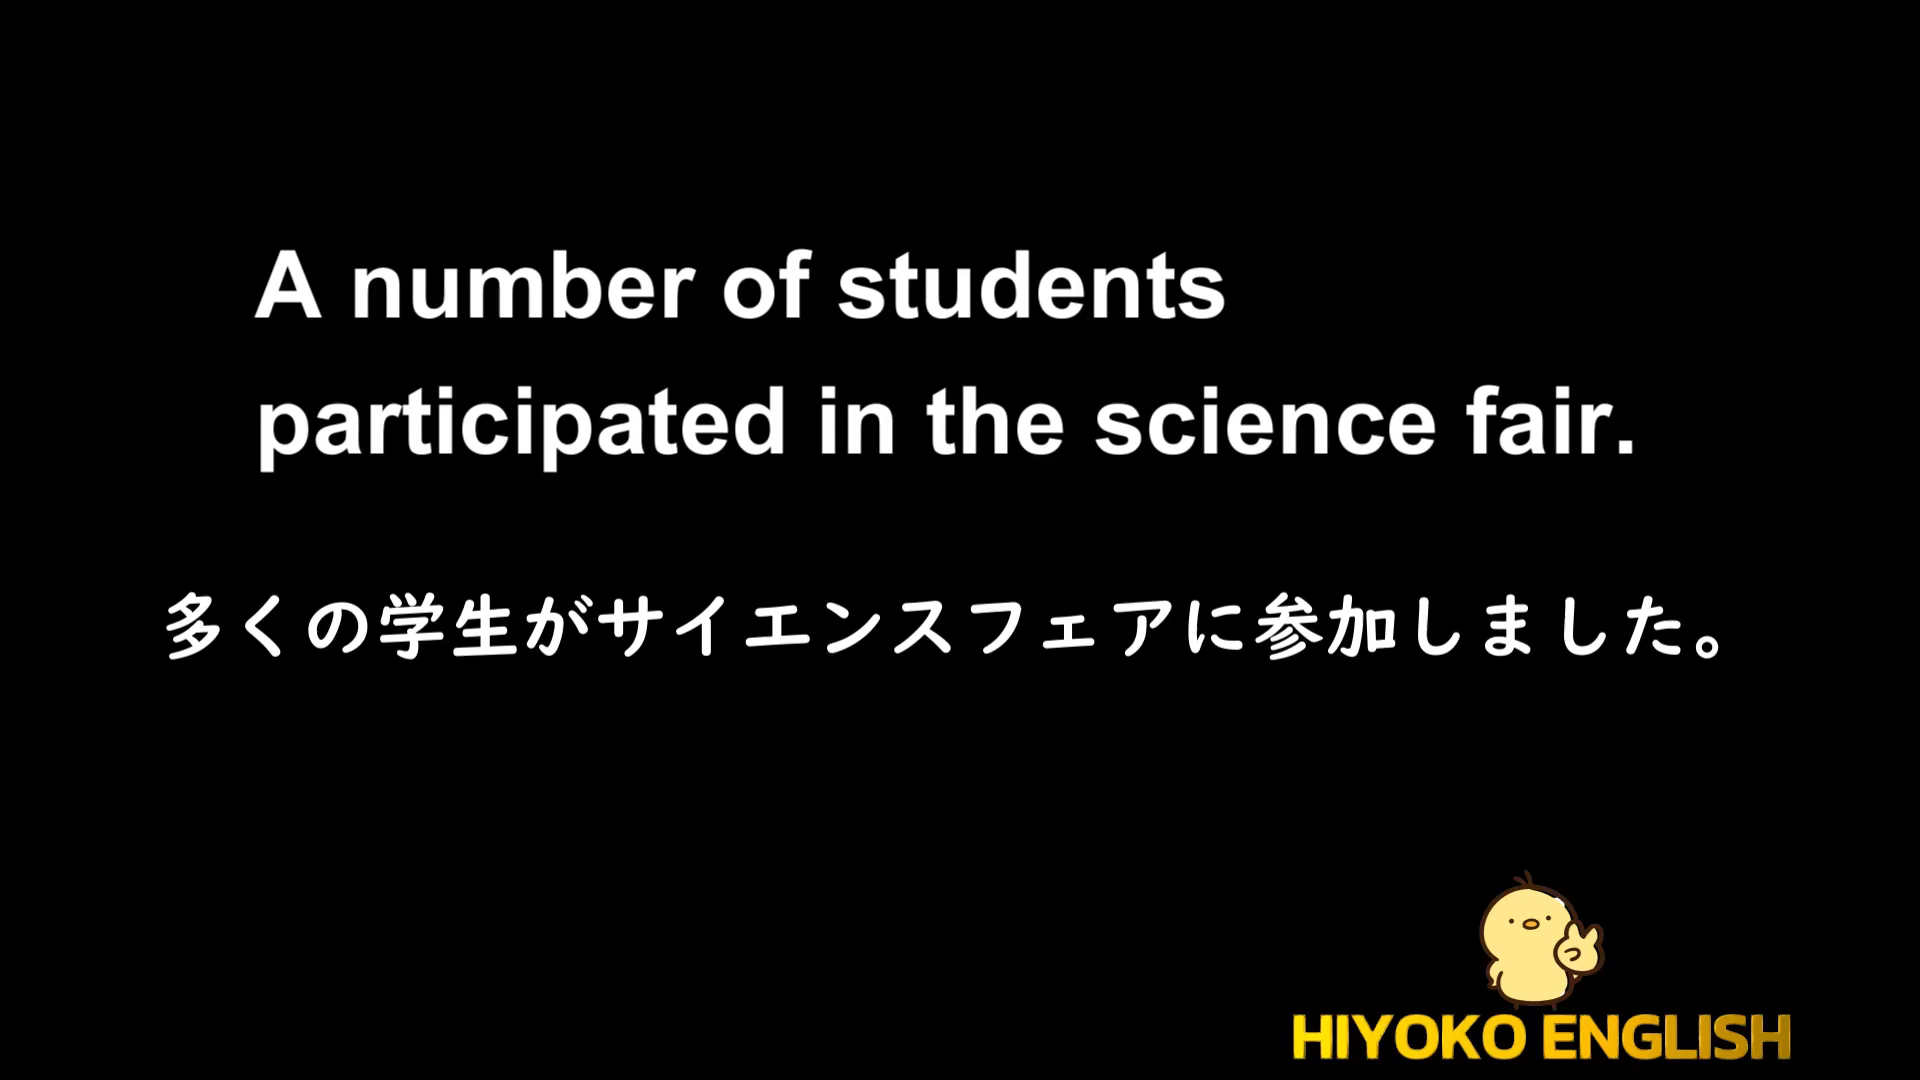 A number of students
participated in the science fair.
多くの学生がサイエンスフェアに参加しました。
HIYOKO ENGLISH